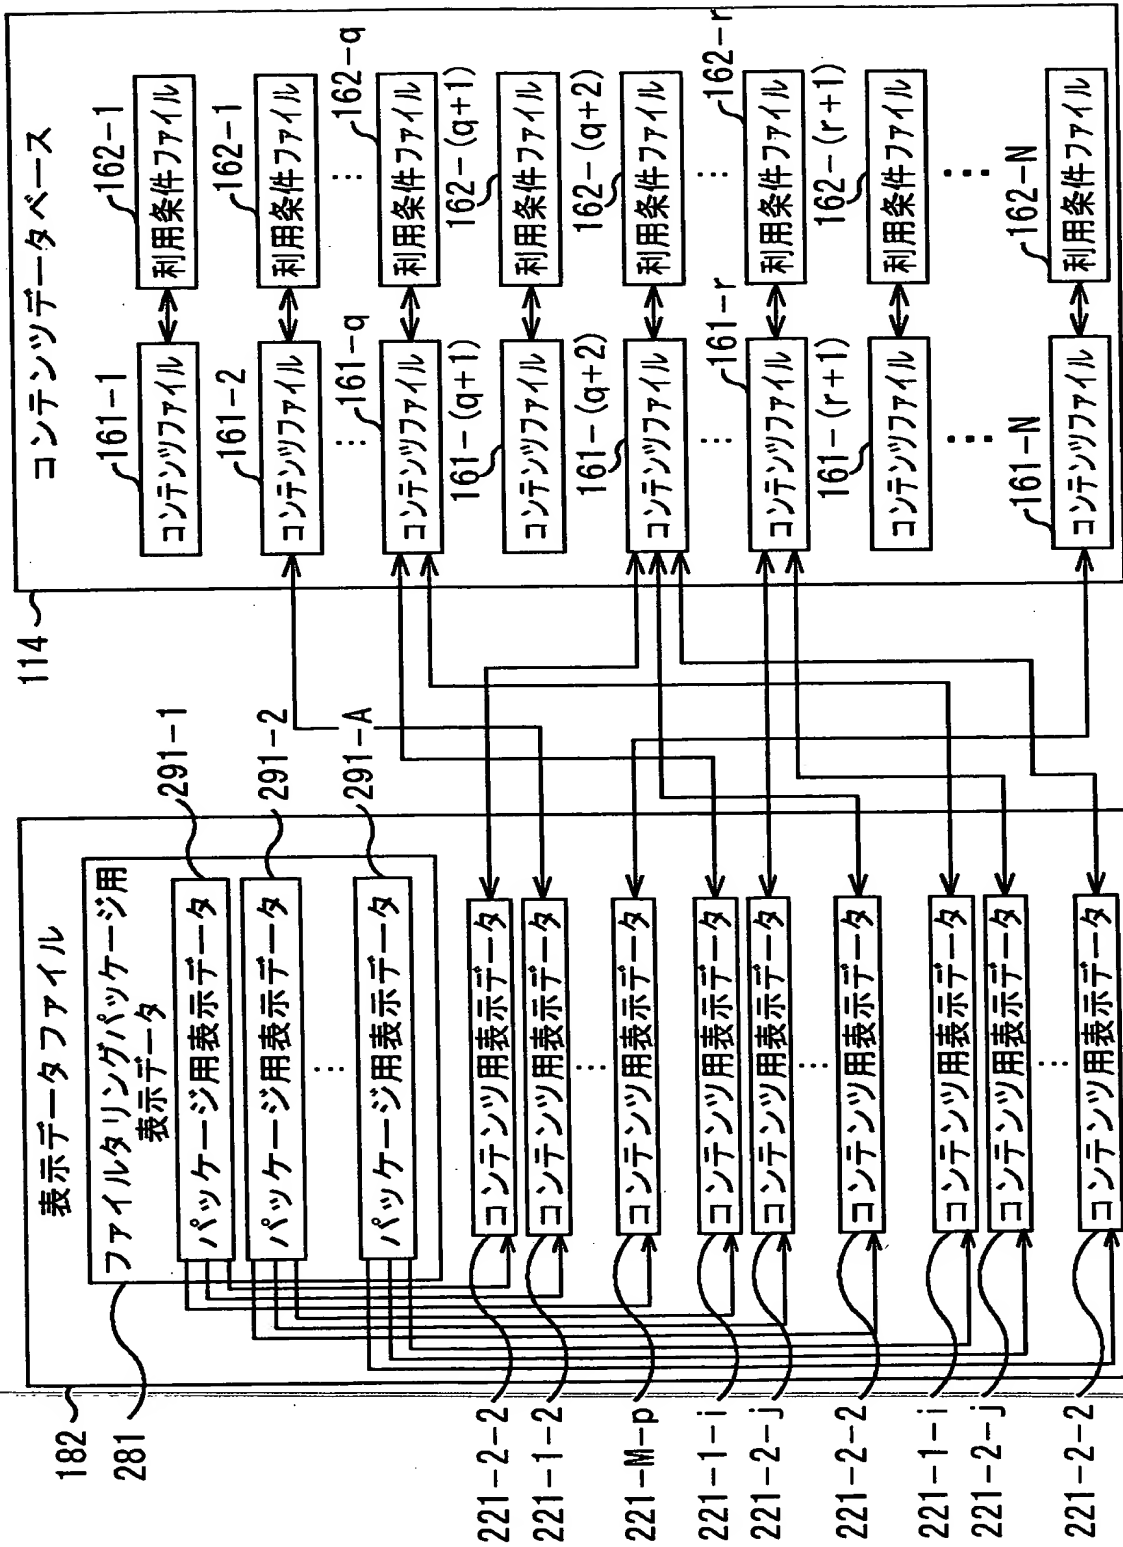 表示データファイル
182
ファイルタリングパッケージ用
表示データ
281
パッケージ用表示データ
291-1
パッケージ用表示データ
291-2
⋮
パッケージ用表示データ
291-A
221-2-2
コンテンツ用表示データ
221-1-2
コンテンツ用表示データ
⋮
221-M-p
コンテンツ用表示データ
221-1-i
コンテンツ用表示データ
221-2-j
コンテンツ用表示データ
⋮
221-2-2
コンテンツ用表示データ
221-1-i
コンテンツ用表示データ
221-2-j
コンテンツ用表示データ
⋮
221-2-2
コンテンツ用表示データ
114
コンテンツデータベース
161-1
コンテンツファイル
162-1
利用条件ファイル
161-2
コンテンツファイル
162-1
利用条件ファイル
⋮
⋮
161-q
コンテンツファイル
162-q
利用条件ファイル
161-(q+1)
コンテンツファイル
162-(q+1)
利用条件ファイル
161-(q+2)
コンテンツファイル
162-(q+2)
利用条件ファイル
⋮
⋮
161-r
コンテンツファイル
162-r
利用条件ファイル
161-(r+1)
コンテンツファイル
162-(r+1)
利用条件ファイル
⋮
⋮
161-N
コンテンツファイル
162-N
利用条件ファイル